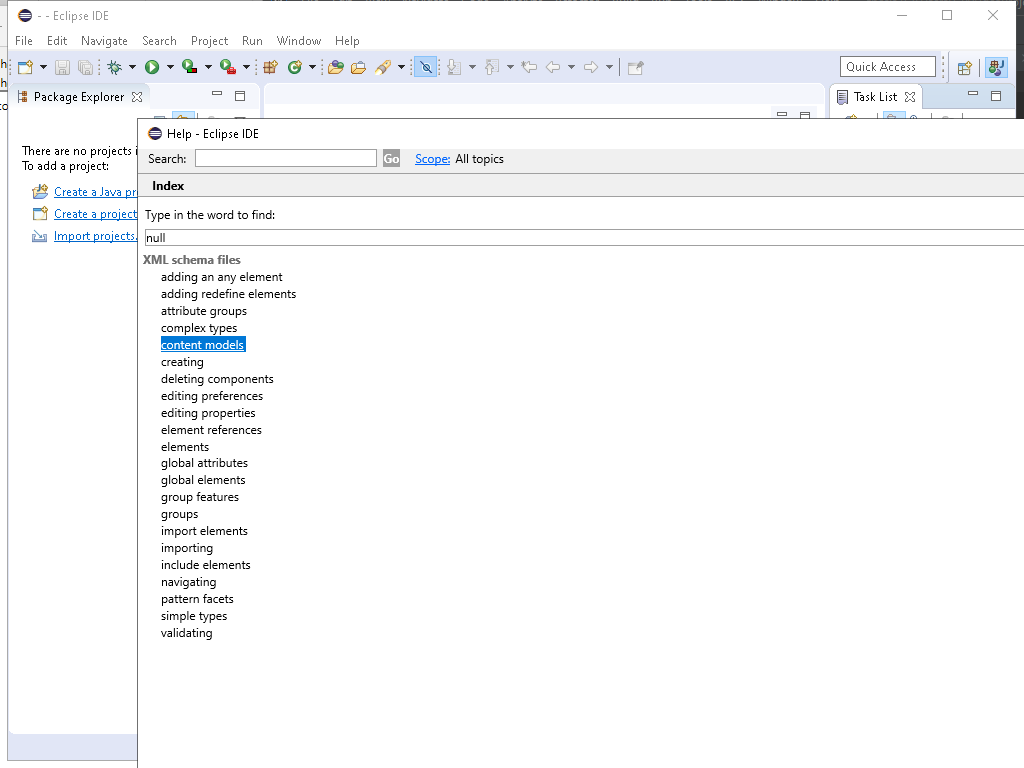 - - Eclipse IDE
File Edit Navigate Search Project Run Window Help
Quick Access
Package Explorer
Task List
There are no projects i
To add a project:
Create a Java pr
Create a project
Import projects.
Help - Eclipse IDE
Search: Go Scope: All topics
Index
Type in the word to find:
null
XML schema files
adding an any element
adding redefine elements
attribute groups
complex types
content models
creating
deleting components
editing preferences
editing properties
element references
elements
global attributes
global elements
group features
groups
import elements
importing
include elements
navigating
pattern facets
simple types
validating